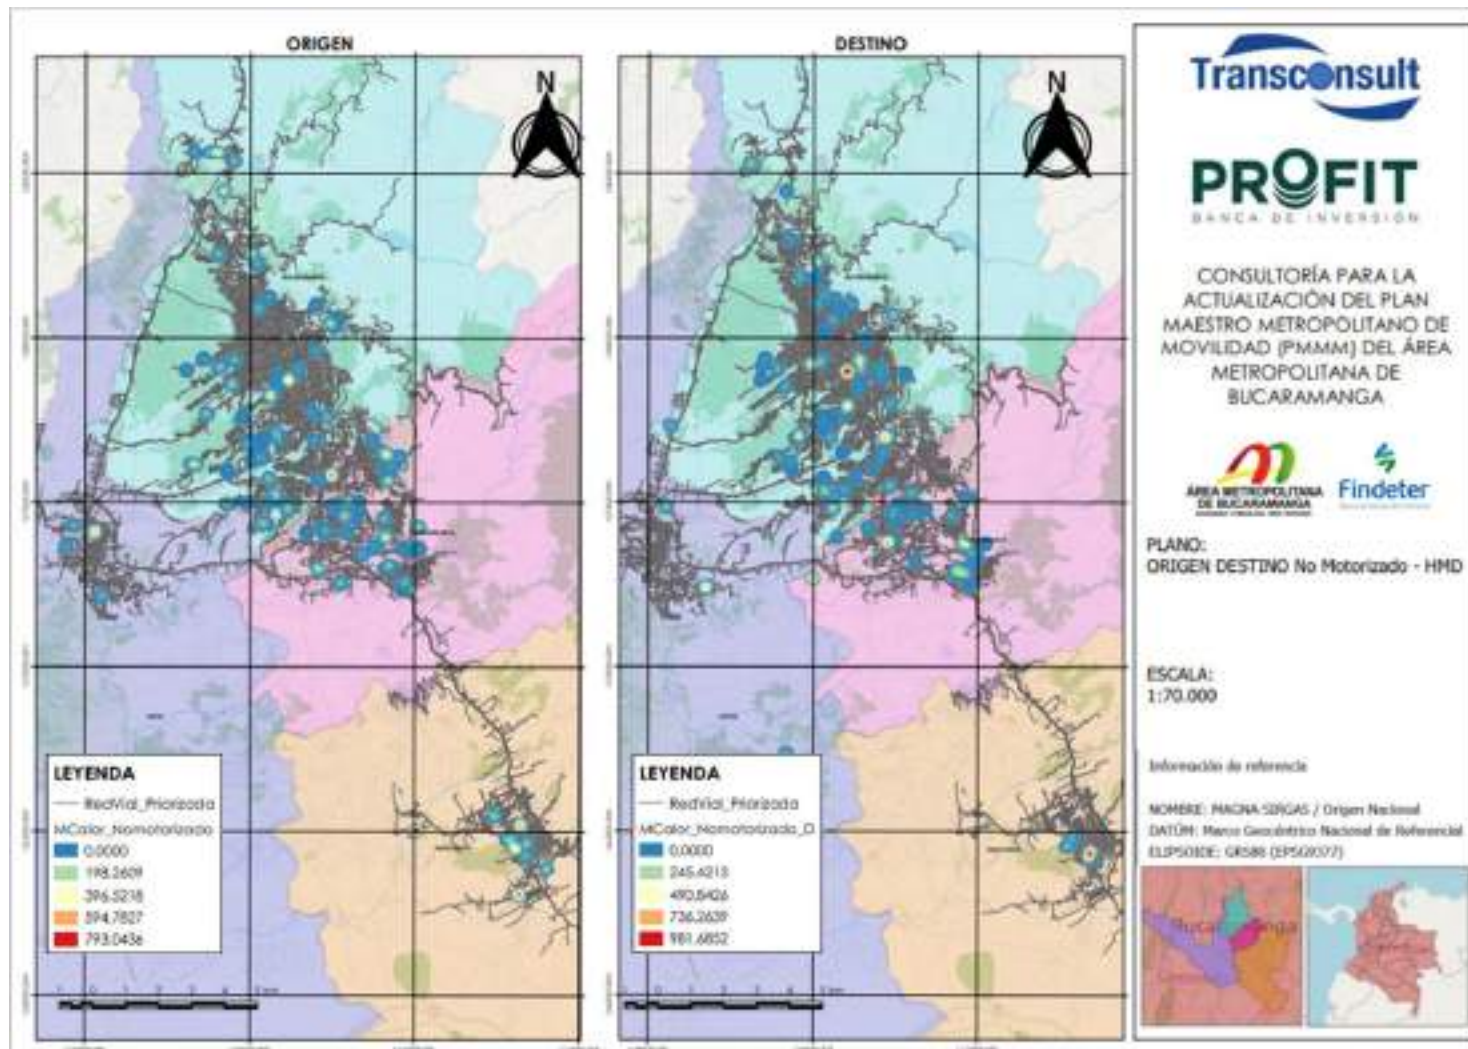 ORIGEN
N
LEYENDA
RedVial_Priorizada
MCalor_Nomotorizado
0.0000
198.2609
396.5218
594.7827
793.0436
DESTINO
N
LEYENDA
RedVial_Priorizada
MCalor_Nomotorizado_D
0.0000
245.4213
490.8426
736.2639
981.6852
Transconsult
PROFIT
BANCA DE INVERSIÓN
CONSULTORÍA PARA LA
ACTUALIZACIÓN DEL PLAN
MAESTRO METROPOLITANO DE
MOVILIDAD (PMMM) DEL ÁREA
METROPOLITANA DE
BUCARAMANGA
ÁREA METROPOLITANA
DE BUCARAMANGA
Findeter
PLANO:
ORIGEN DESTINO No Motorizado - HMD
ESCALA:
1:70.000
Información de referencia
NOMBRE: MAGNA-SIRGAS / Origen Nacional
DATÚM: Marco Geocéntrico Nacional de Referencial
ELIPSOIDE: GRS80 (EPSG9377)